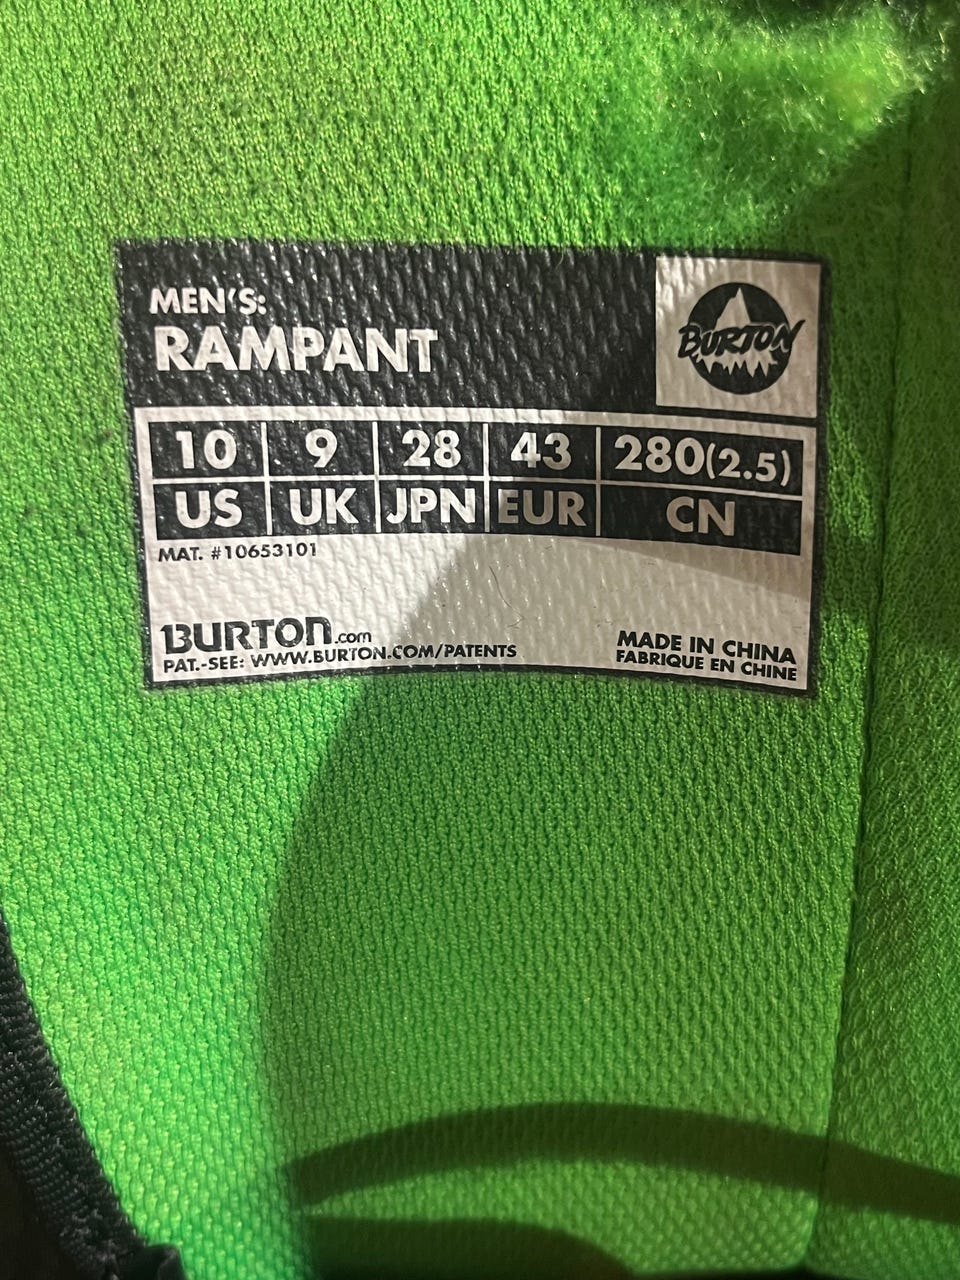 MEN'S:
RAMPANT
BURTON
10 9 28 43 280(2.5)
US UK JPN EUR CN
MAT. #10653101
BURTON.com
PAT.-SEE: WWW.BURTON.COM/PATENTS
MADE IN CHINA
FABRIQUE EN CHINE